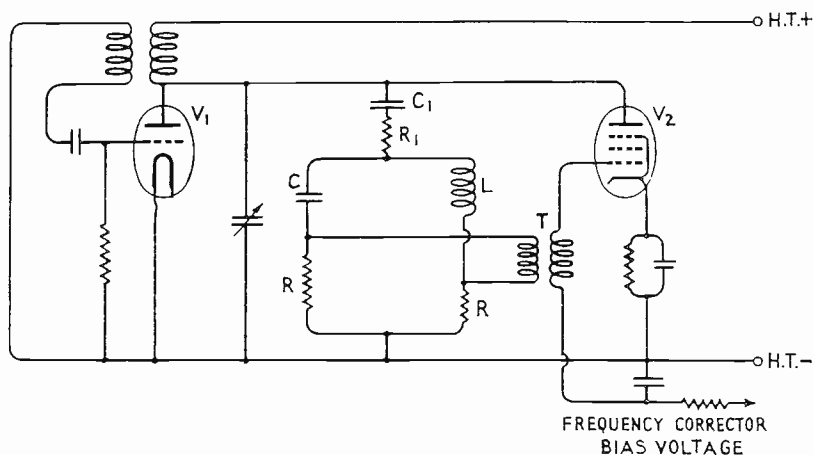 H.T.+
V1
C1
R1
V2
C
L
T
R
R
H.T.-
FREQUENCY CORRECTOR
BIAS VOLTAGE